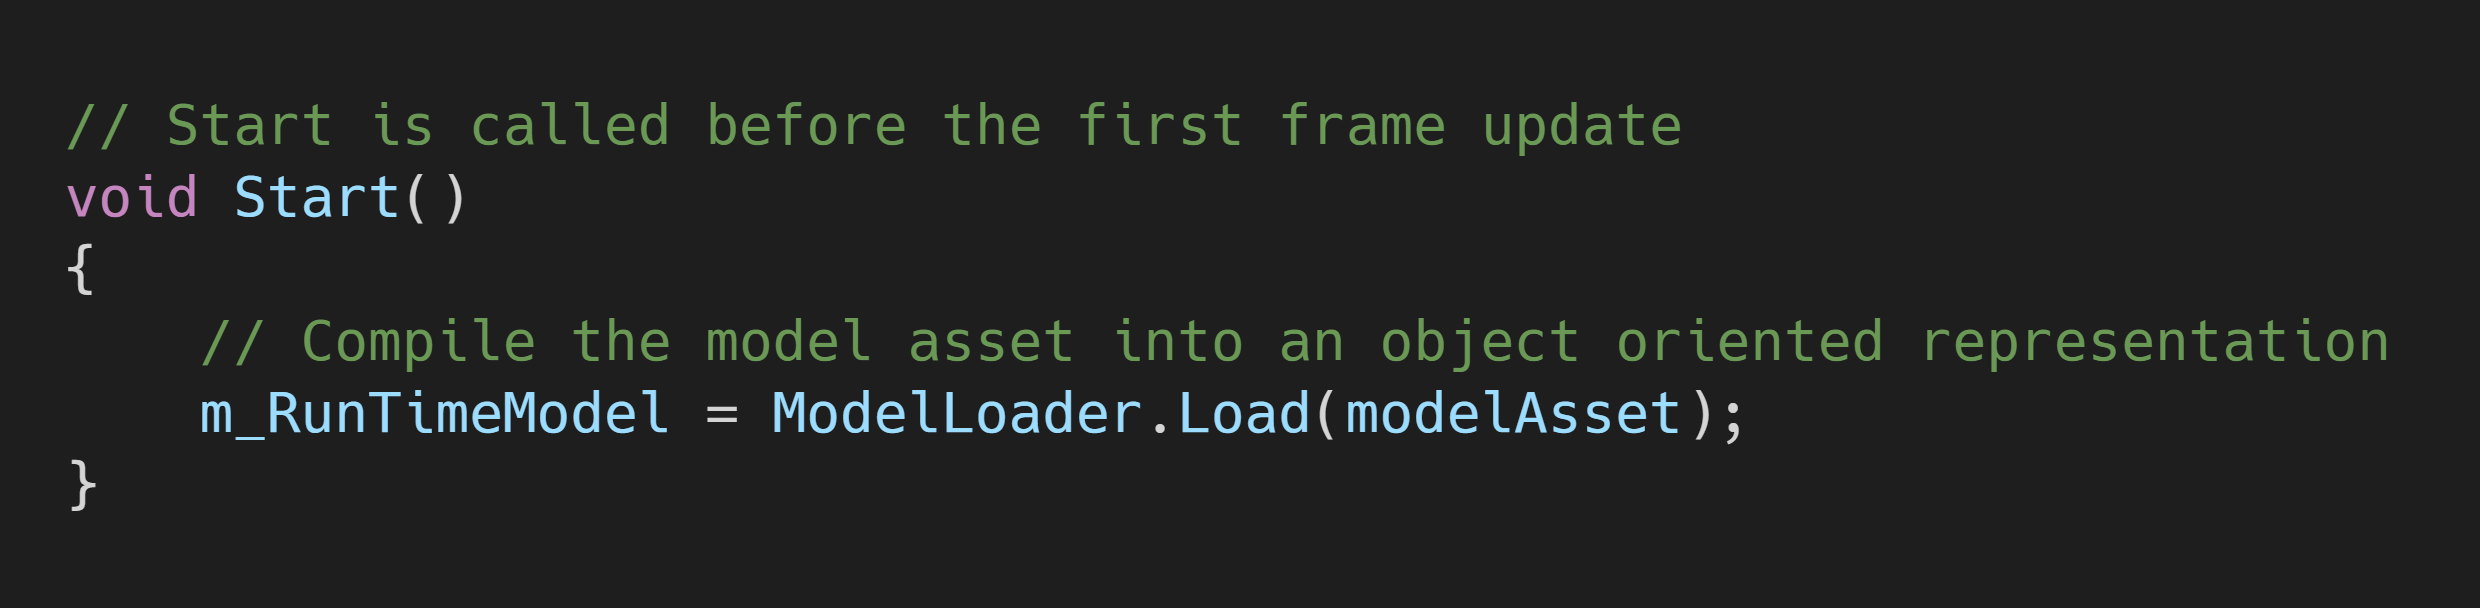 // Start is called before the first frame update
void Start()
{
    // Compile the model asset into an object oriented representation
    m_RunTimeModel = ModelLoader.Load(modelAsset);
}